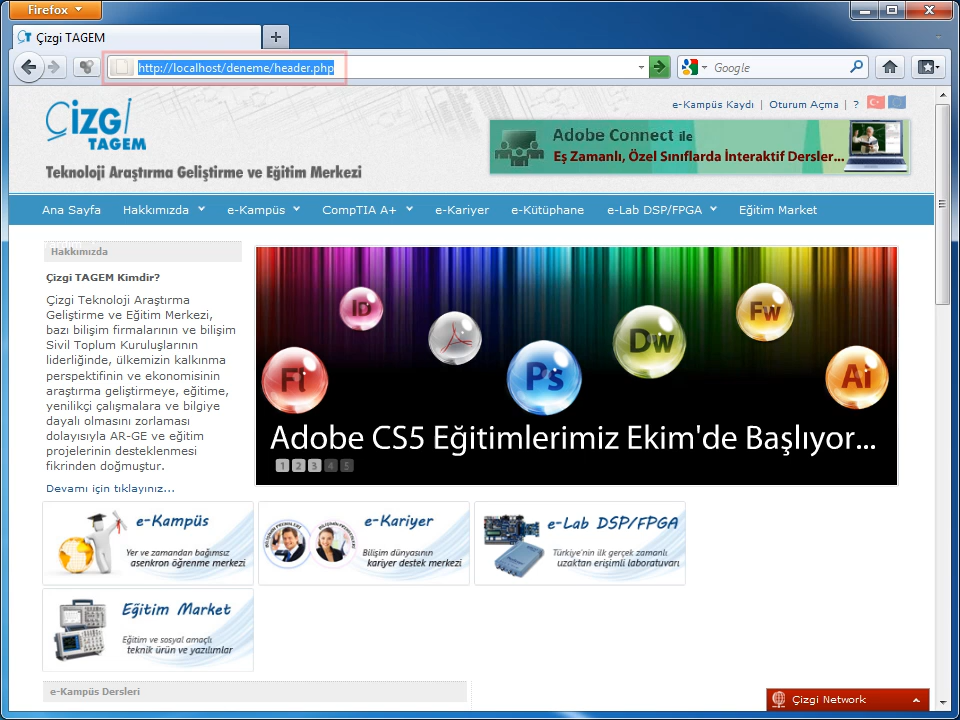 Firefox
Çizgi TAGEM
http://localhost/deneme/header.php
Google
e-Kampüs Kaydı | Oturum Açma | ?
ÇİZGİ
TAGEM
Teknoloji Araştırma Geliştirme ve Eğitim Merkezi
Adobe Connect ile
Eş Zamanlı, Özel Sınıflarda İnteraktif Dersler...
Ana Sayfa Hakkımızda e-Kampüs CompTIA A+ e-Kariyer e-Kütüphane e-Lab DSP/FPGA Eğitim Market
Hakkımızda
Çizgi TAGEM Kimdir?
Çizgi Teknoloji Araştırma
Geliştirme ve Eğitim Merkezi,
bazı bilişim firmalarının ve bilişim
Sivil Toplum Kuruluşlarının
liderliğinde, ülkemizin kalkınma
perspektifinin ve ekonomisinin
araştırma geliştirmeye, eğitime,
yenilikçi çalışmalara ve bilgiye
dayalı olmasını zorlaması
dolayısıyla AR-GE ve eğitim
projelerinin desteklenmesi
fikrinden doğmuştur.
Devamı için tıklayınız...
Fl
ID
Ps
Dw
Fw
Ai
Adobe CS5 Eğitimlerimiz Ekim'de Başlıyor...
1 2 3 4 5
e-Kampüs
Yer ve zamandan bağımsız
asenkron öğrenme merkezi
e-Kariyer
Bilişim dünyasının
kariyer destek merkezi
e-Lab DSP/FPGA
Türkiye'nin ilk gerçek zamanlı
uzaktan erişimli laboratuvarı
Eğitim Market
Eğitim ve sosyal amaçlı
teknik ürün ve yazılımlar
e-Kampüs Dersleri
Çizgi Network